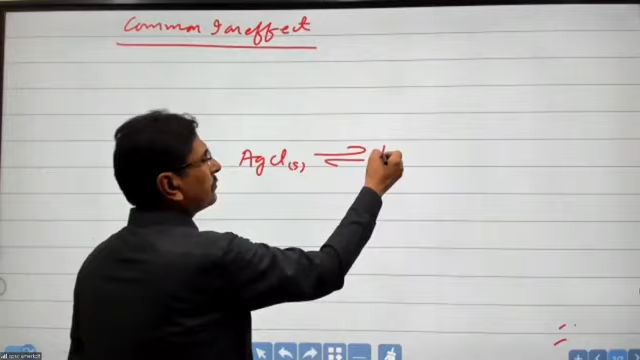 Common Ion effect
AgCl(s) ⇌